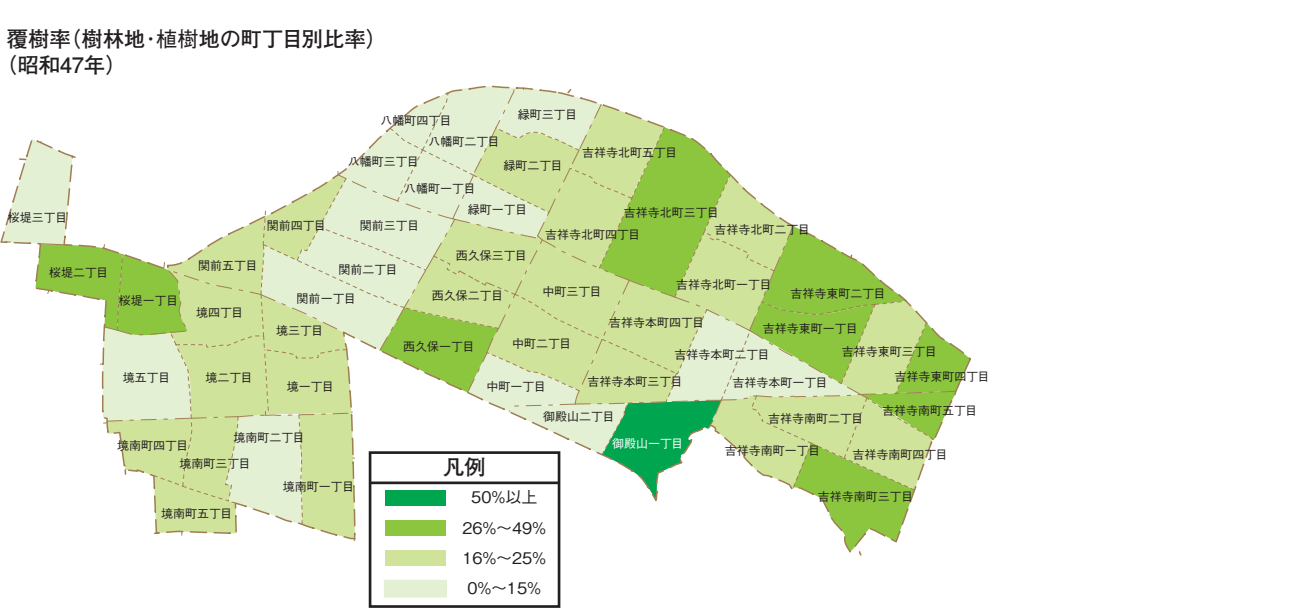 覆樹率(樹林地・植樹地の町丁目別比率)
(昭和47年)
八幡町四丁目
緑町三丁目
八幡町二丁目
吉祥寺北町五丁目
八幡町三丁目
緑町二丁目
八幡町一丁目
緑町一丁目
吉祥寺北町三丁目
桜堤三丁目
関前四丁目
関前三丁目
吉祥寺北町四丁目
吉祥寺北町二丁目
西久保三丁目
関前五丁目
関前二丁目
桜堤二丁目
吉祥寺北町一丁目
中町三丁目
吉祥寺東町二丁目
西久保二丁目
関前一丁目
桜堤一丁目
境四丁目
吉祥寺本町四丁目
吉祥寺東町一丁目
境三丁目
中町二丁目
西久保一丁目
吉祥寺本町二丁目
吉祥寺東町三丁目
境五丁目
境二丁目
吉祥寺東町四丁目
吉祥寺本町三丁目
吉祥寺本町一丁目
境一丁目
中町一丁目
吉祥寺南町五丁目
御殿山二丁目
吉祥寺南町二丁目
境南町二丁目
御殿山一丁目
境南町四丁目
吉祥寺南町一丁目
吉祥寺南町四丁目
境南町三丁目
境南町一丁目
吉祥寺南町三丁目
境南町五丁目
凡例
50%以上
26%〜49%
16%〜25%
0%〜15%